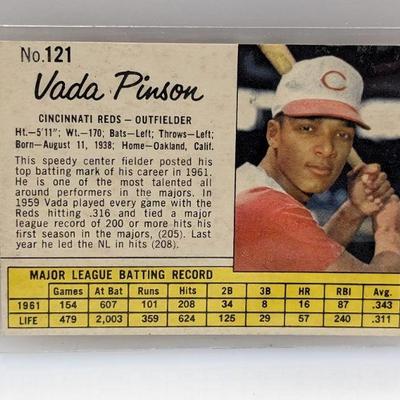 No.121
Vada Pinson
CINCINNATI REDS — OUTFIELDER
Ht.—5'11"; Wt.—170; Bats—Left; Throws—Left;
Born—August 11, 1938; Home—Oakland, Calif.
This speedy center fielder posted his
top batting mark of his career in 1961.
He is one of the most talented all
around performers in the majors. In
1959 Vada played every game with the
Reds hitting .316 and tied a major
league record of 200 or more hits his
first season in the majors, (205). Last
year he led the NL in hits (208).
C
MAJOR LEAGUE BATTING RECORD
Games At Bat Runs Hits 2B 3B HR RBI Avg.
1961 154 607 101 208 34 8 16 87 .343
LIFE 479 2,003 359 624 125 29 57 240 .311